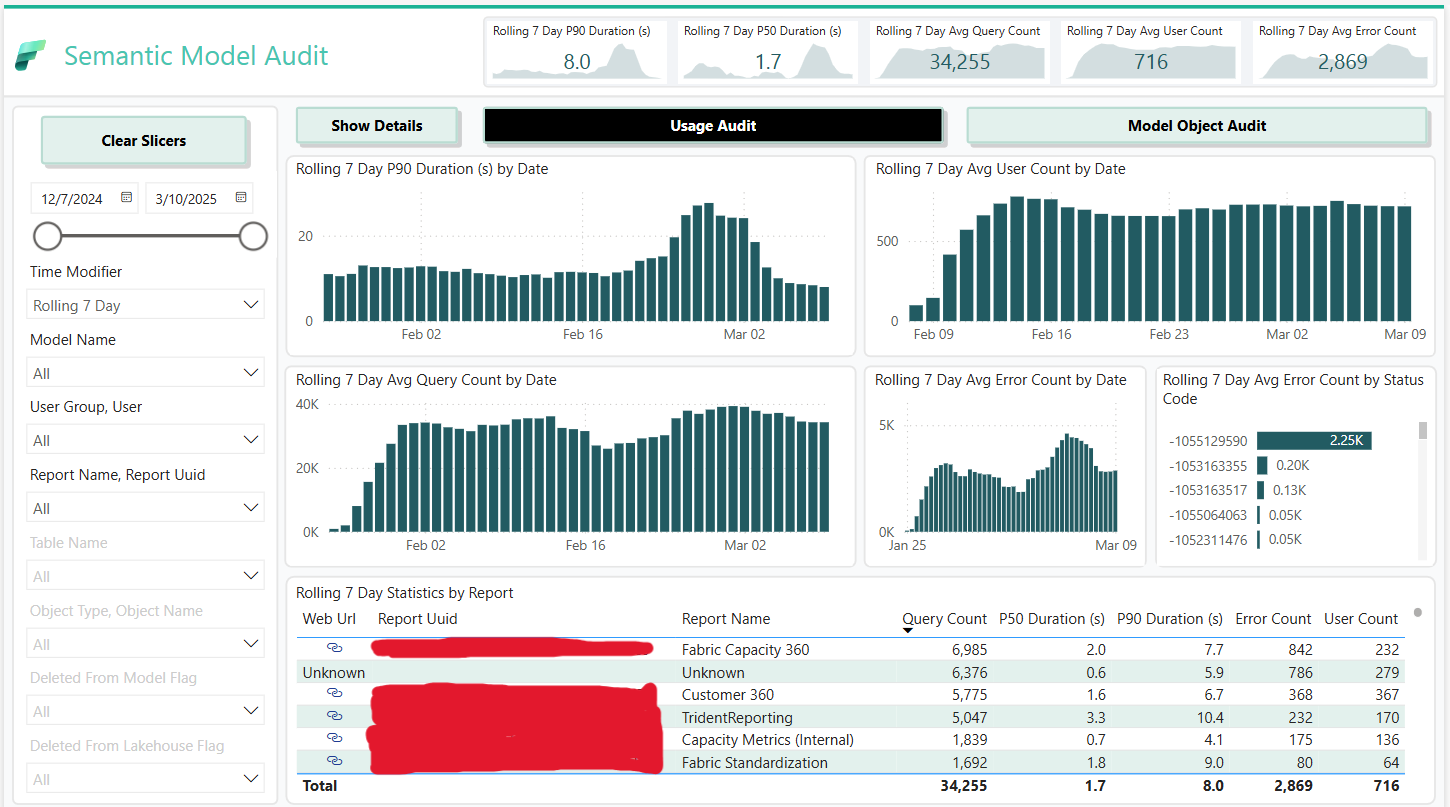 Semantic Model Audit
Rolling 7 Day P90 Duration (s)
8.0
Rolling 7 Day P50 Duration (s)
1.7
Rolling 7 Day Avg Query Count
34,255
Rolling 7 Day Avg User Count
716
Rolling 7 Day Avg Error Count
2,869
Clear Slicers
12/7/2024 3/10/2025
Time Modifier
Rolling 7 Day
Model Name
All
User Group, User
All
Report Name, Report Uuid
All
Table Name
All
Object Type, Object Name
All
Deleted From Model Flag
All
Deleted From Lakehouse Flag
All
Show Details
Usage Audit
Model Object Audit
Rolling 7 Day P90 Duration (s) by Date
20
0
Feb 02 Feb 16 Mar 02
Rolling 7 Day Avg User Count by Date
500
0
Feb 09 Feb 16 Feb 23 Mar 02 Mar 09
Rolling 7 Day Avg Query Count by Date
40K
20K
0K
Feb 02 Feb 16 Mar 02
Rolling 7 Day Avg Error Count by Date
5K
0K
Jan 25 Mar 09
Rolling 7 Day Avg Error Count by Status
Code
-1055129590 2.25K
-1053163355 0.20K
-1053163517 0.13K
-1055064063 0.05K
-1052311476 0.05K
Rolling 7 Day Statistics by Report
Web Url Report Uuid Report Name Query Count P50 Duration (s) P90 Duration (s) Error Count User Count
Fabric Capacity 360 6,985 2.0 7.7 842 232
Unknown Unknown 6,376 0.6 5.9 786 279
Customer 360 5,775 1.6 6.7 368 367
TridentReporting 5,047 3.3 10.4 232 170
Capacity Metrics (Internal) 1,839 0.7 4.1 175 136
Fabric Standardization 1,692 1.8 9.0 80 64
Total 34,255 1.7 8.0 2,869 716